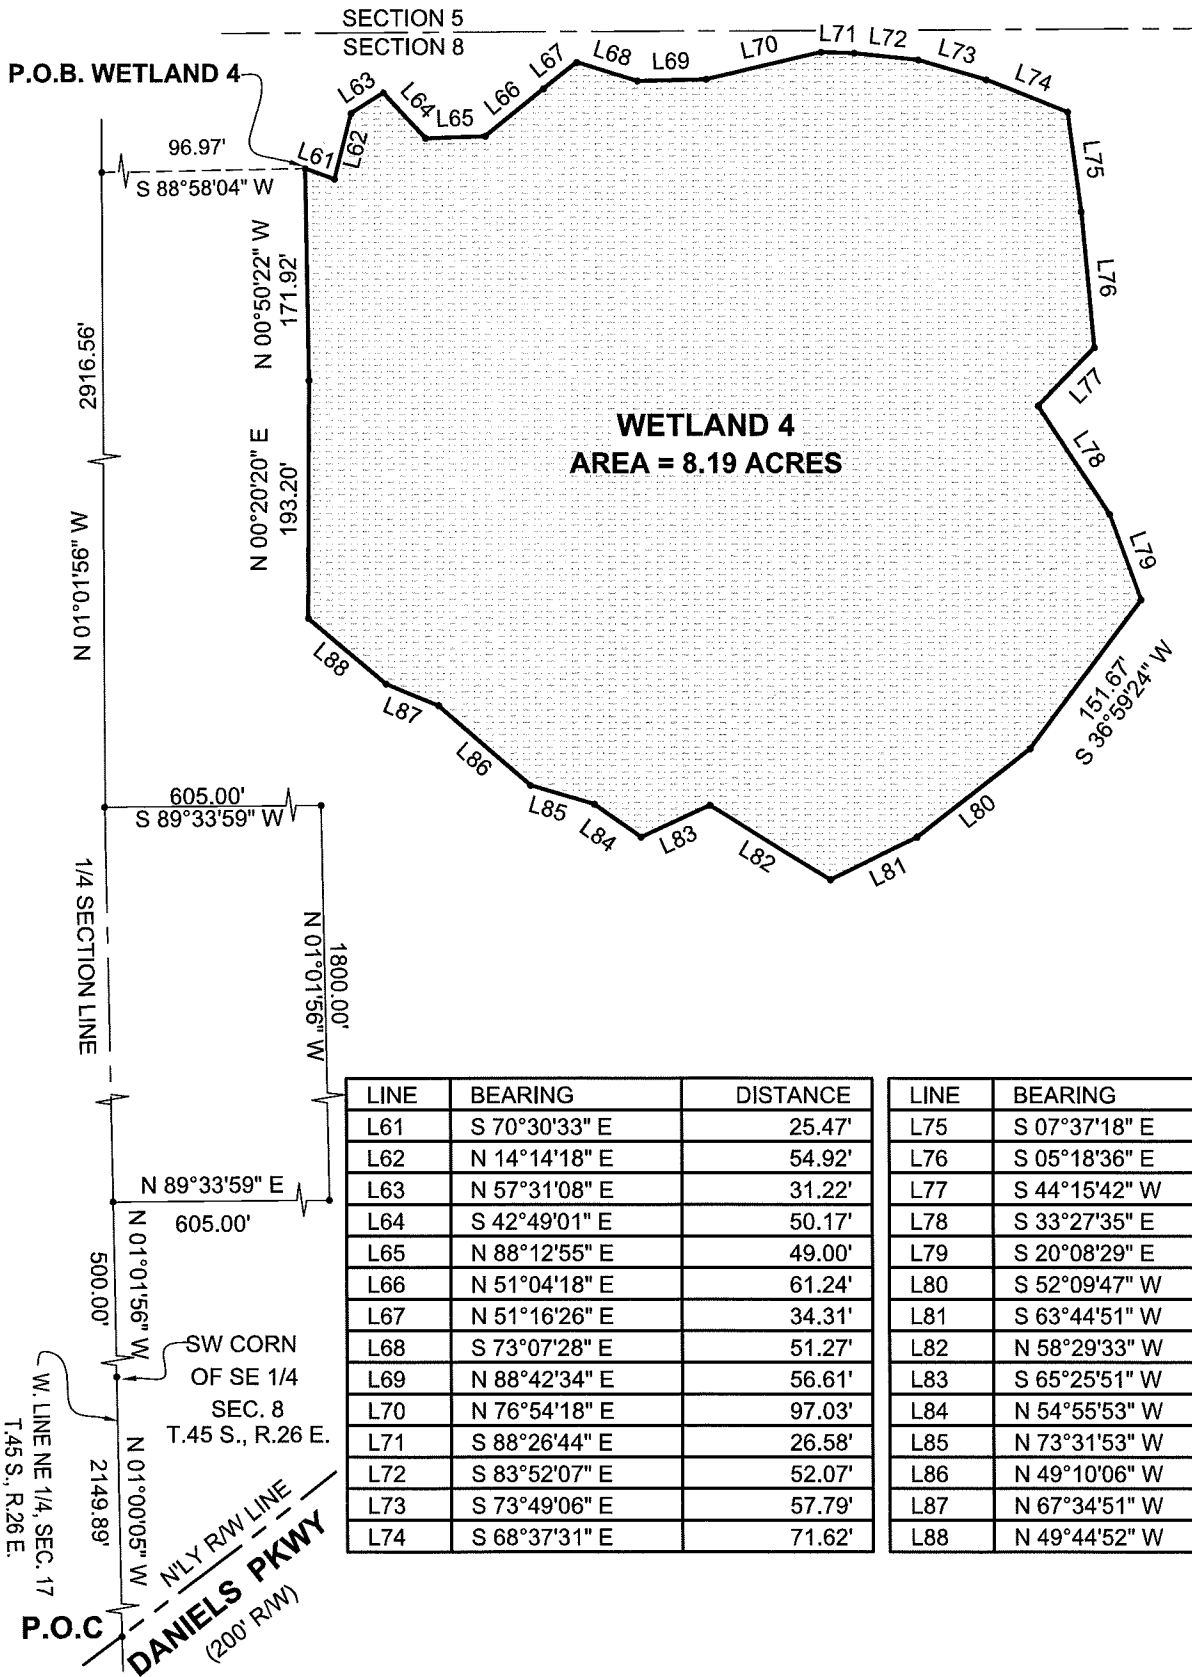 SECTION 5
SECTION 8
P.O.B. WETLAND 4
96.97'
S 88°58'04" W
L61
L62
L63
L64
L65
L66
L67
L68
L69
L70
L71
L72
L73
L74
L75
L76
L77
L78
L79
151.67'
S 36°59'24" W
L80
L81
L82
L83
L84
L85
L86
L87
L88
N 00°50'22" W
171.92'
N 00°20'20" E
193.20'
WETLAND 4
AREA = 8.19 ACRES
2916.56'
N 01°01'56" W
605.00'
S 89°33'59" W
1/4 SECTION LINE
1800.00'
N 01°01'56" W
N 89°33'59" E
605.00'
N 01°01'56" W
500.00'
SW CORN
OF SE 1/4
SEC. 8
T.45 S., R.26 E.
W. LINE NE 1/4, SEC. 17
T.45 S., R.26 E.
N 01°00'05" W
2149.89'
N'LY R/W LINE
DANIELS PKWY
(200' R/W)
P.O.C
LINE BEARING DISTANCE
L61 S 70°30'33" E 25.47'
L62 N 14°14'18" E 54.92'
L63 N 57°31'08" E 31.22'
L64 S 42°49'01" E 50.17'
L65 N 88°12'55" E 49.00'
L66 N 51°04'18" E 61.24'
L67 N 51°16'26" E 34.31'
L68 S 73°07'28" E 51.27'
L69 N 88°42'34" E 56.61'
L70 N 76°54'18" E 97.03'
L71 S 88°26'44" E 26.58'
L72 S 83°52'07" E 52.07'
L73 S 73°49'06" E 57.79'
L74 S 68°37'31" E 71.62'
LINE BEARING
L75 S 07°37'18" E
L76 S 05°18'36" E
L77 S 44°15'42" W
L78 S 33°27'35" E
L79 S 20°08'29" E
L80 S 52°09'47" W
L81 S 63°44'51" W
L82 N 58°29'33" W
L83 S 65°25'51" W
L84 N 54°55'53" W
L85 N 73°31'53" W
L86 N 49°10'06" W
L87 N 67°34'51" W
L88 N 49°44'52" W